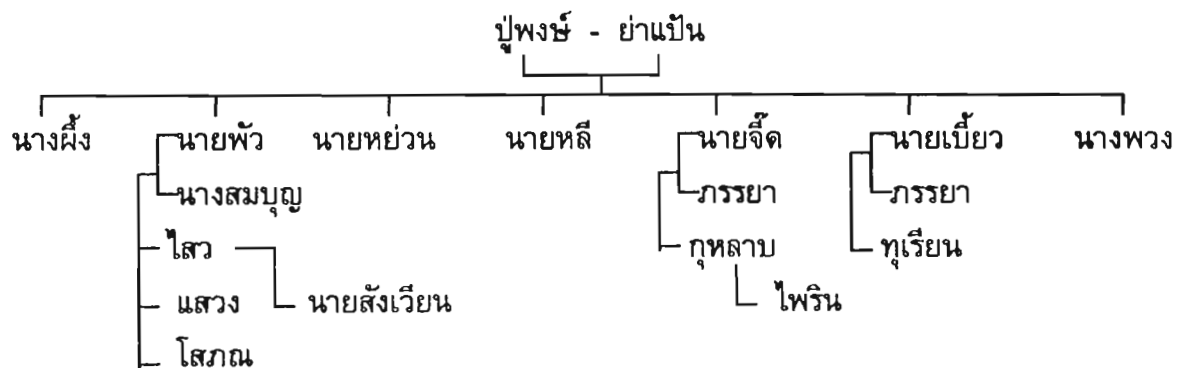 ปู่พงษ์ - ย่าแป้น
นางผึ้ง นายพัว นายหย่วน นายหลี นายจี๊ด นายเบี้ยว นางพวง
นางสมบุญ ภรรยา ภรรยา
ไสว กุหลาบ ทุเรียน
แสวง นายสังเวียน ไพริน
โสภณ